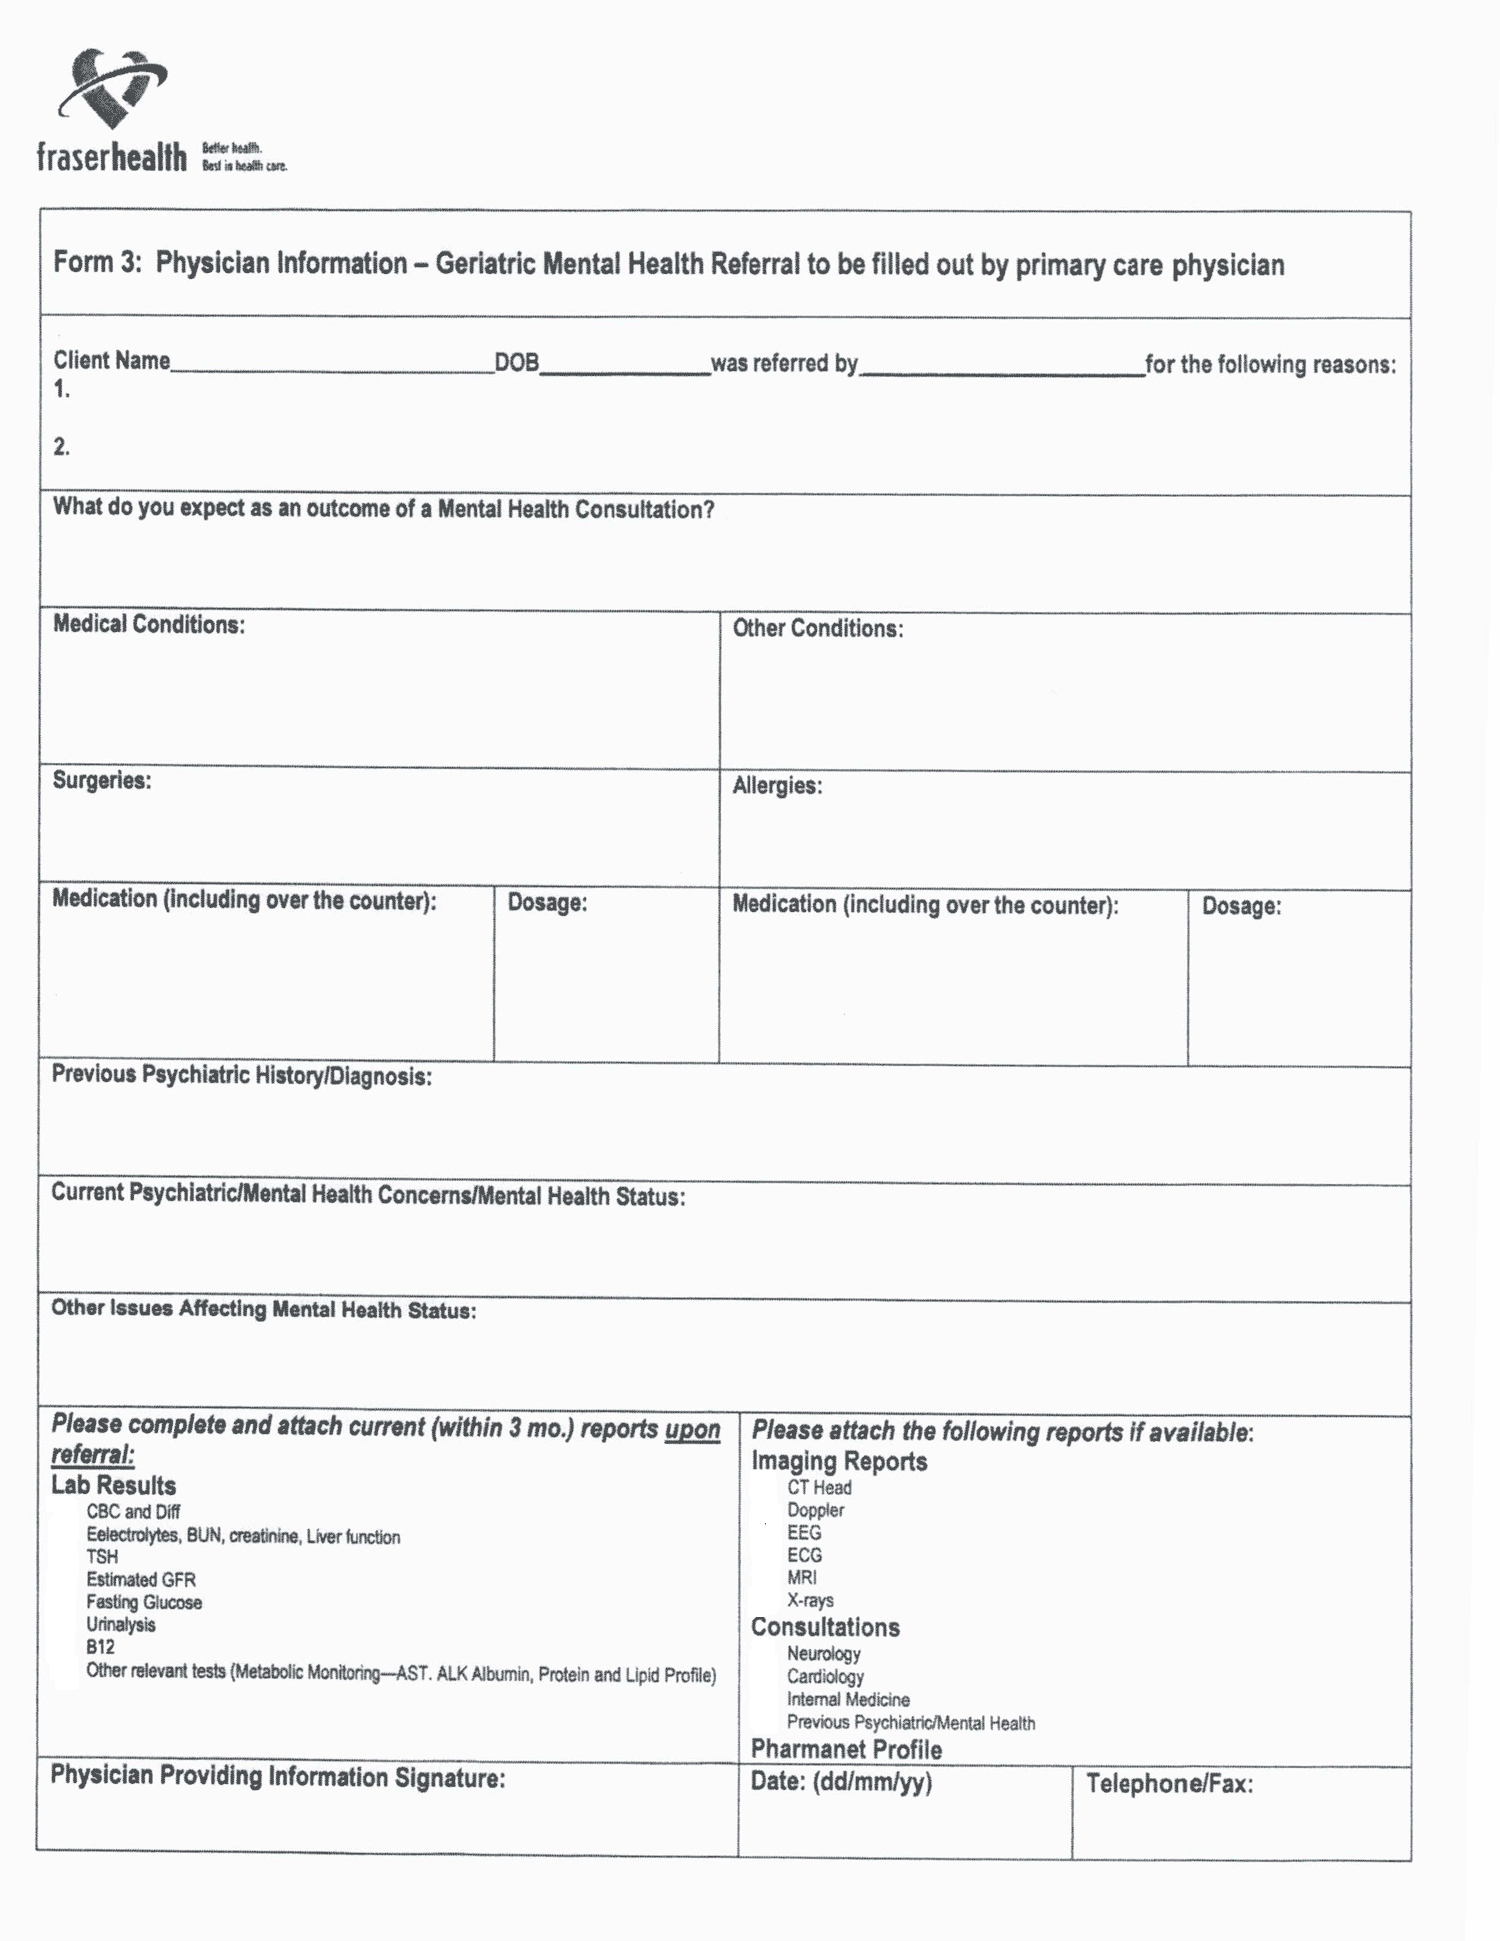 fraserhealth Better health.
Best in health care.
Form 3: Physician Information – Geriatric Mental Health Referral to be filled out by primary care physician
Client Name____________________DOB____________was referred by____________________for the following reasons:
1.
2.
What do you expect as an outcome of a Mental Health Consultation?
Medical Conditions:
Other Conditions:
Surgeries:
Allergies:
Medication (including over the counter):
Dosage:
Medication (including over the counter):
Dosage:
Previous Psychiatric History/Diagnosis:
Current Psychiatric/Mental Health Concerns/Mental Health Status:
Other Issues Affecting Mental Health Status:
Please complete and attach current (within 3 mo.) reports upon
referral:
Lab Results
CBC and Diff
Eelectrolytes, BUN, creatinine, Liver function
TSH
Estimated GFR
Fasting Glucose
Urinalysis
B12
Other relevant tests (Metabolic Monitoring—AST. ALK Albumin, Protein and Lipid Profile)
Please attach the following reports if available:
Imaging Reports
CT Head
Doppler
EEG
ECG
MRI
X-rays
Consultations
Neurology
Cardiology
Internal Medicine
Previous Psychiatric/Mental Health
Pharmanet Profile
Physician Providing Information Signature:
Date: (dd/mm/yy)
Telephone/Fax: